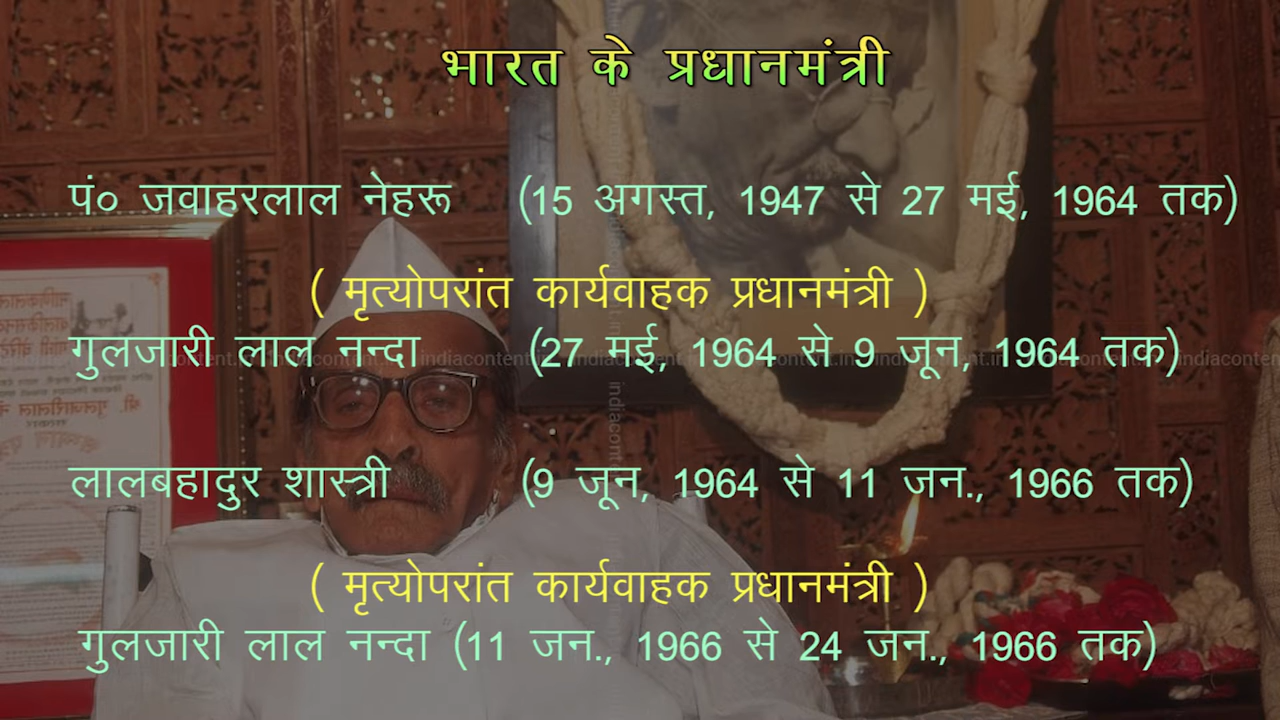 भारत के प्रधानमंत्री
पं० जवाहरलाल नेहरू (15 अगस्त, 1947 से 27 मई, 1964 तक)
( मृत्योपरांत कार्यवाहक प्रधानमंत्री )
गुलजारी लाल नन्दा (27 मई, 1964 से 9 जून, 1964 तक)
लालबहादुर शास्त्री (9 जून, 1964 से 11 जन., 1966 तक)
( मृत्योपरांत कार्यवाहक प्रधानमंत्री )
गुलजारी लाल नन्दा (11 जन., 1966 से 24 जन., 1966 तक)